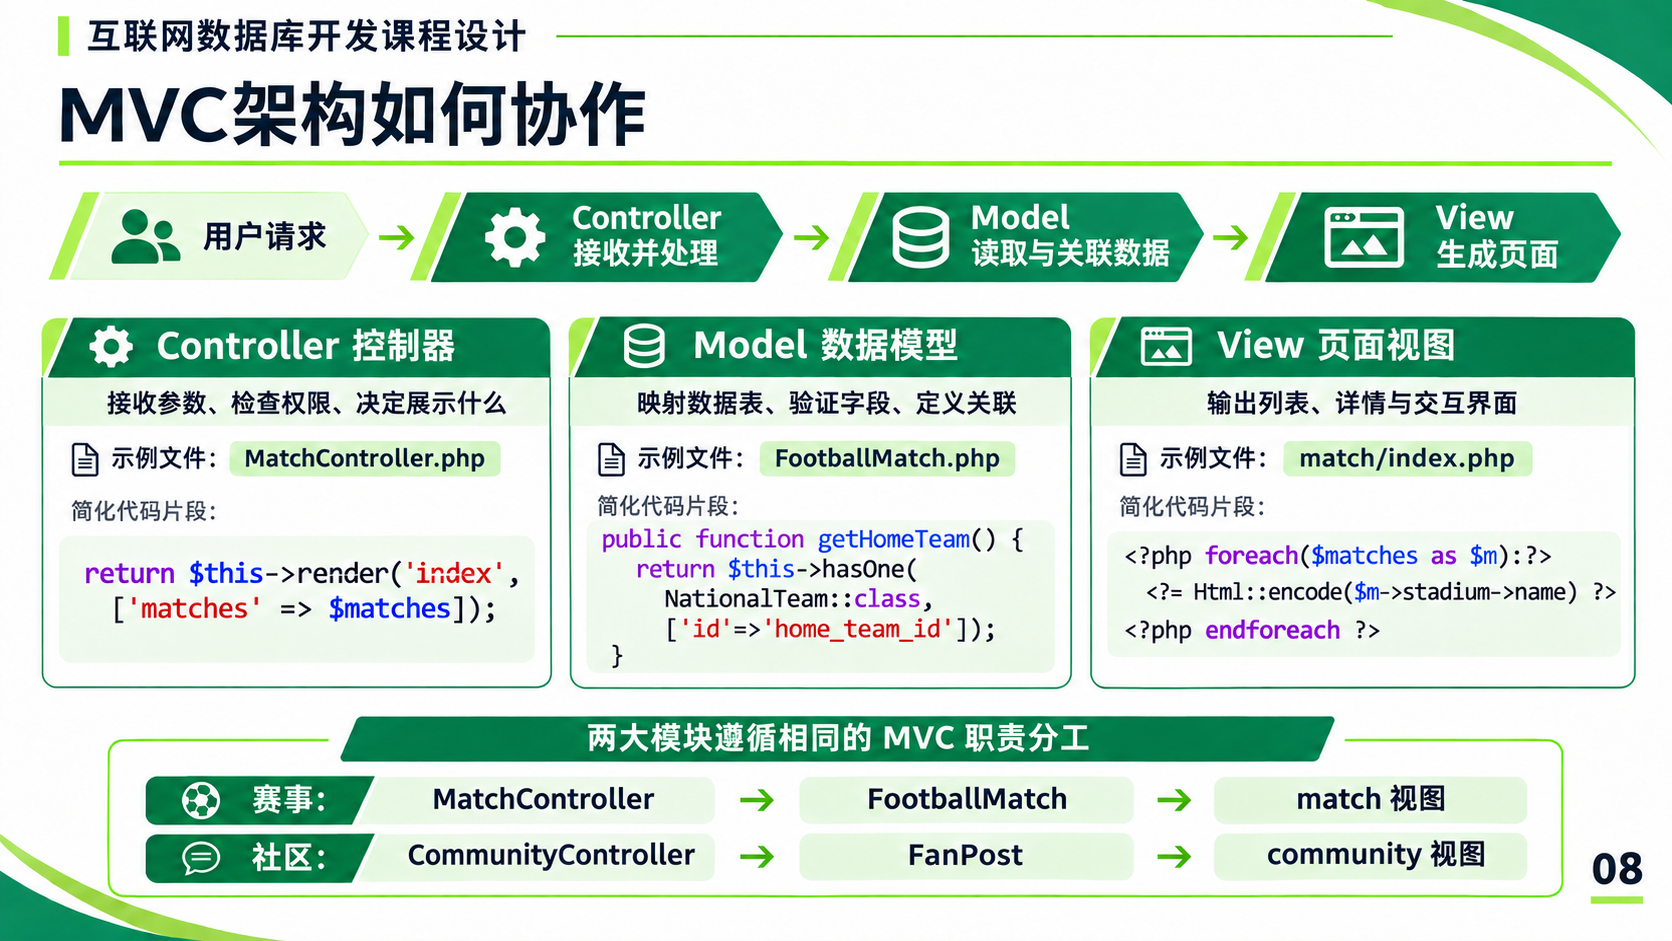 互联网数据库开发课程设计
MVC架构如何协作
用户请求
Controller
接收并处理
Model
读取与关联数据
View
生成页面
Controller 控制器
接收参数、检查权限、决定展示什么
示例文件：
MatchController.php
简化代码片段：
return $this->render('index',
['matches' => $matches]);
Model 数据模型
映射数据表、验证字段、定义关联
示例文件：
FootballMatch.php
简化代码片段：
public function getHomeTeam() {
return $this->hasOne(
NationalTeam::class,
['id'=>'home_team_id']);
}
View 页面视图
输出列表、详情与交互界面
示例文件：
match/index.php
简化代码片段：
<?php foreach($matches as $m):?>
<?= Html::encode($m->stadium->name) ?>
<?php endforeach ?>
两大模块遵循相同的 MVC 职责分工
赛事： MatchController → FootballMatch → match 视图
社区： CommunityController → FanPost → community 视图
08